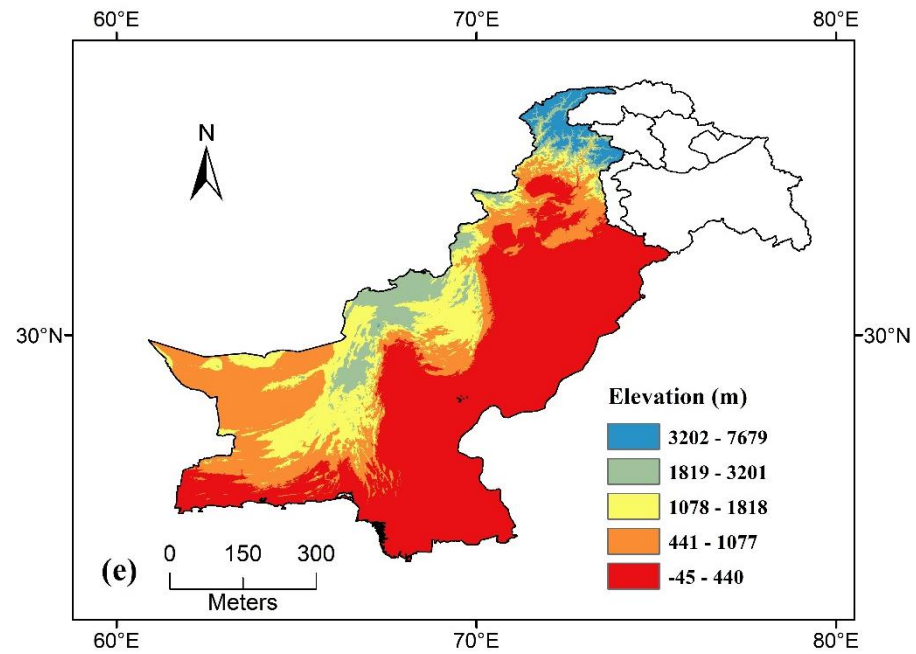 60°E 70°E 80°E
N
30°N 30°N
Elevation (m)
3202 - 7679
1819 - 3201
1078 - 1818
441 - 1077
-45 - 440
(e)
0 150 300
Meters
60°E 70°E 80°E